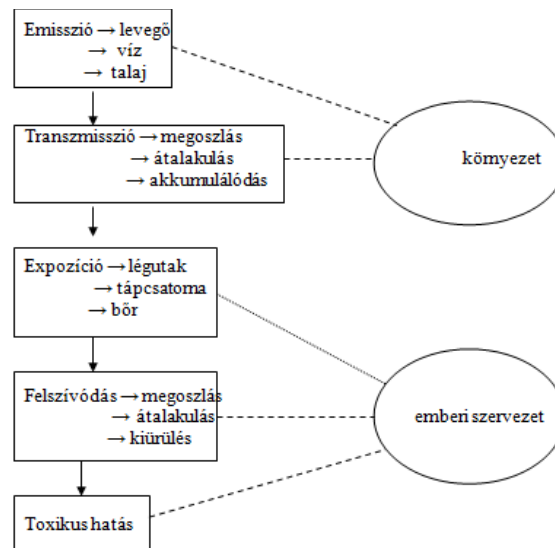 Emisszió → levegő
→ víz
→ talaj
Transzmisszió → megoszlás
→ átalakulás
→ akkumulálódás
környezet
Expozíció → légutak
→ tápcsatorna
→ bőr
Felszívódás → megoszlás
→ átalakulás
→ kiürülés
emberi szervezet
Toxikus hatás